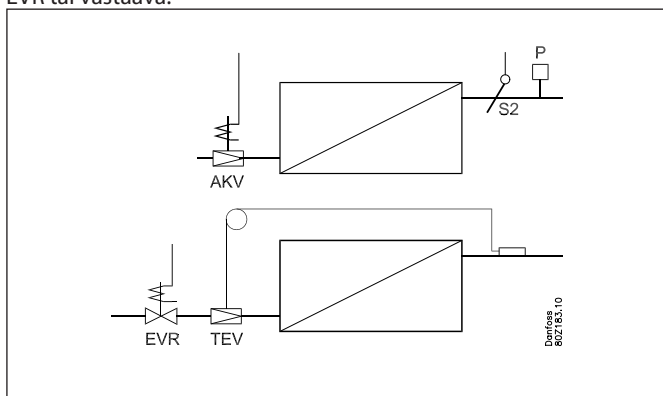 EVR tai vastaava.
P
S2
AKV
EVR TEV
Danfoss
80Z183.10